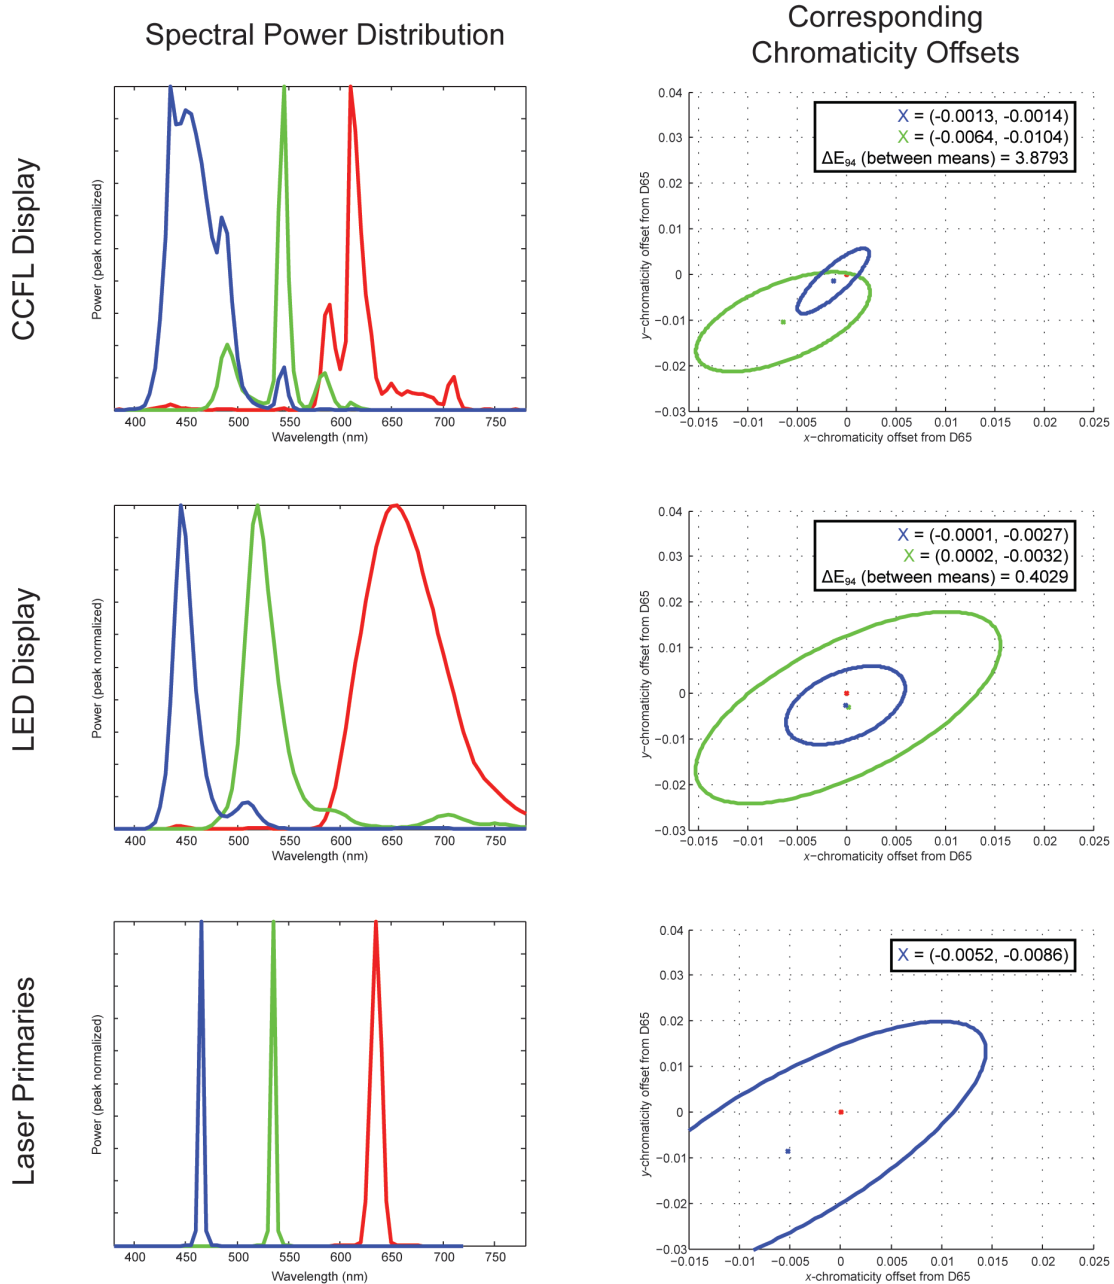 Spectral Power Distribution
Corresponding
Chromaticity Offsets
CCFL Display
Power (peak normalized)
400 450 500 550 600 650 700 750
Wavelength (nm)
0.04
0.03
0.02
0.01
0
−0.01
−0.02
−0.03
y−chromaticity offset from D65
X = (-0.0013, -0.0014)
X = (-0.0064, -0.0104)
ΔE₉₄ (between means) = 3.8793
−0.015 −0.01 −0.005 0 0.005 0.01 0.015 0.02 0.025
x−chromaticity offset from D65
LED Display
Power (peak normalized)
400 450 500 550 600 650 700 750
Wavelength (nm)
0.04
0.03
0.02
0.01
0
−0.01
−0.02
−0.03
y−chromaticity offset from D65
X = (-0.0001, -0.0027)
X = (0.0002, -0.0032)
ΔE₉₄ (between means) = 0.4029
−0.015 −0.01 −0.005 0 0.005 0.01 0.015 0.02 0.025
x−chromaticity offset from D65
Laser Primaries
Power (peak normalized)
400 450 500 550 600 650 700 750
Wavelength (nm)
0.04
0.03
0.02
0.01
0
−0.01
−0.02
−0.03
y-chromaticity offset from D65
X = (-0.0052, -0.0086)
−0.015 −0.01 −0.005 0 0.005 0.01 0.015 0.02 0.025
x-chromaticity offset from D65